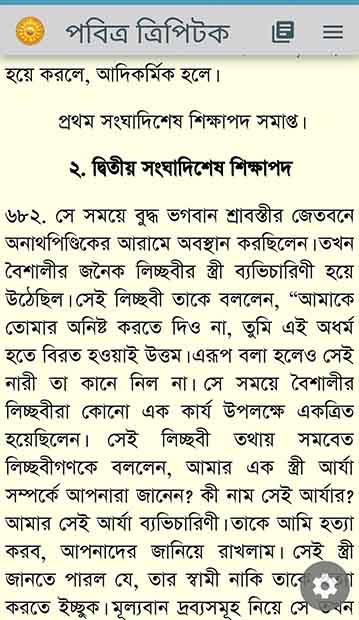 পবিত্র ত্রিপিটক
হয়ে করলে, আদিকর্মিক হলে।
প্রথম সংঘাদিশেষ শিক্ষাপদ সমাপ্ত।
২. দ্বিতীয় সংঘাদিশেষ শিক্ষাপদ
৬৮২. সে সময়ে বুদ্ধ ভগবান শ্রাবস্তীর জেতবনে
অনাথপিণ্ডিকের আরামে অবস্থান করছিলেন। তখন
বৈশালীর জনৈক লিচ্ছবীর স্ত্রী ব্যভিচারিণী হয়ে
উঠেছিল। সেই লিচ্ছবী তাকে বললেন, “আমাকে
তোমার অনিষ্ট করতে দিও না, তুমি এই অধর্ম
হতে বিরত হওয়াই উত্তম। এরূপ বলা হলেও সেই
নারী তা কানে নিল না। সে সময়ে বৈশালীর
লিচ্ছবীরা কোনো এক কার্য উপলক্ষে একত্রিত
হয়েছিলেন। সেই লিচ্ছবী তথায় সমবেত
লিচ্ছবীগণকে বললেন, আমার এক স্ত্রী আর্যা
সম্পর্কে আপনারা জানেন? কী নাম সেই আর্যার?
আমার সেই আর্যা ব্যভিচারিণী। তাকে আমি হত্যা
করব, আপনাদের জানিয়ে রাখলাম। সেই স্ত্রী
জানতে পারল যে, তার স্বামী নাকি তাকে
করতে ইচ্ছুক। মূল্যবান দ্রব্যসমূহ নিয়ে সে তখন